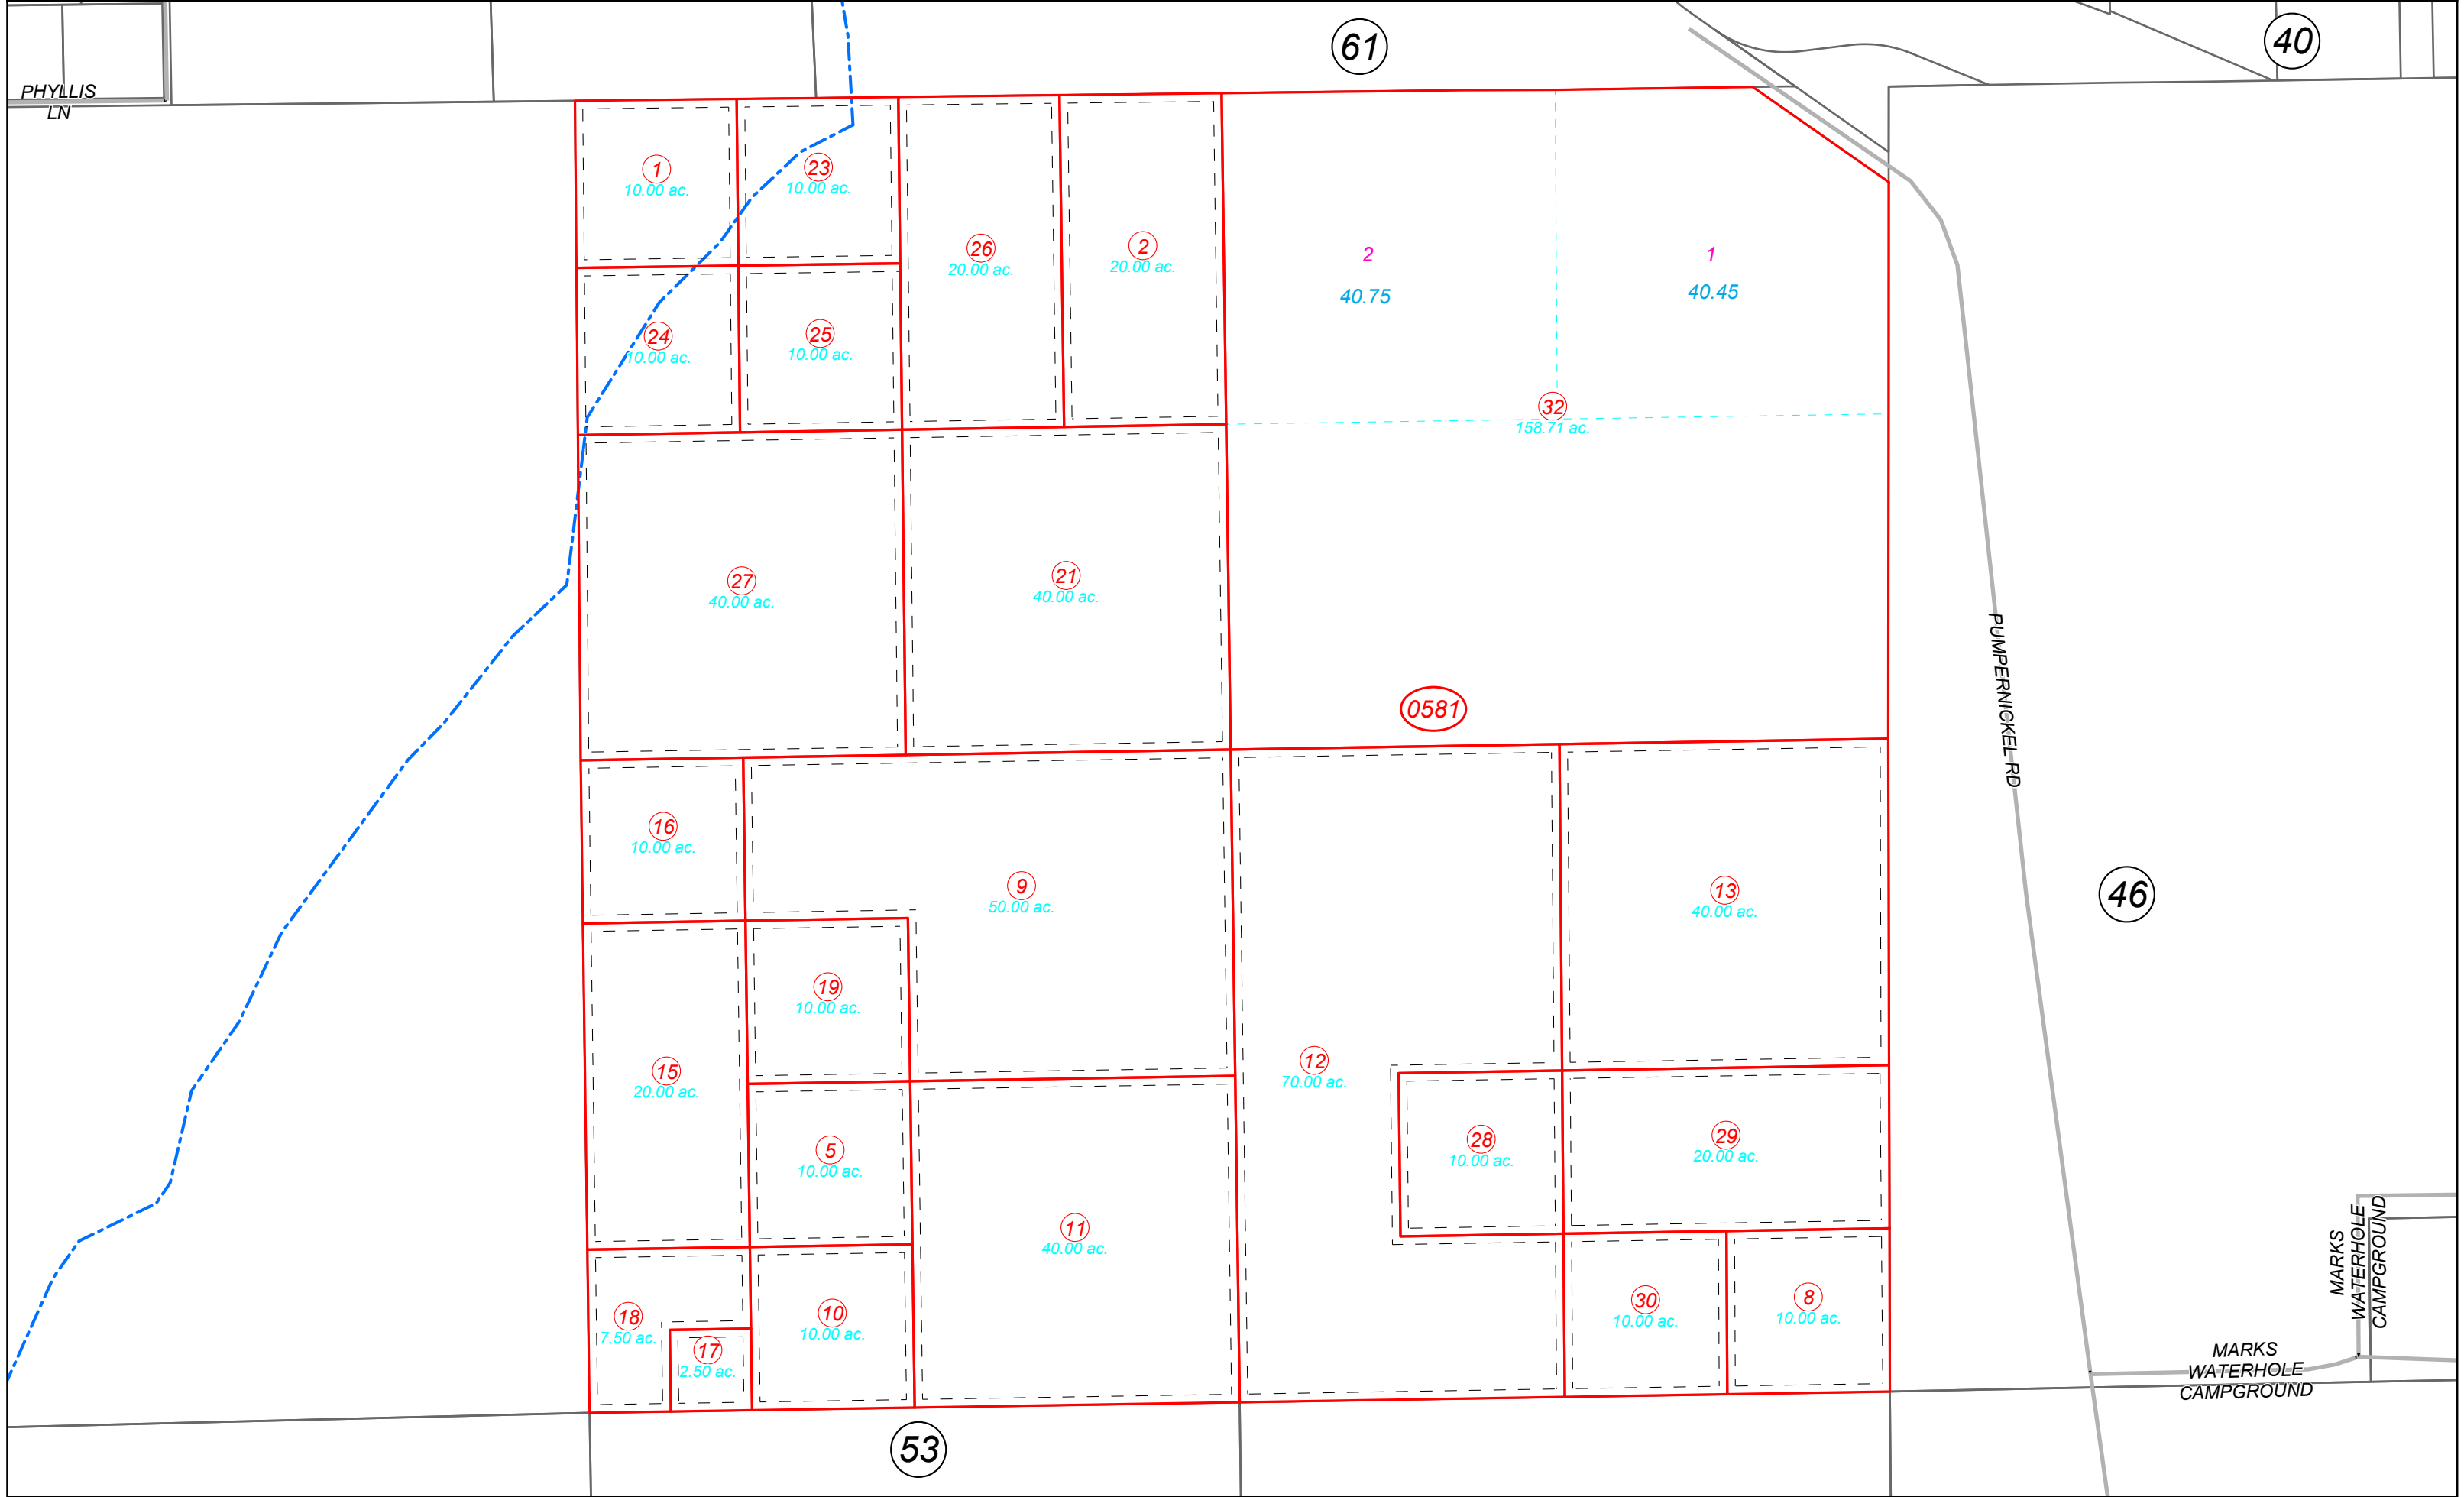 61
40
PHYLLIS
LN
1
10.00 ac.
23
10.00 ac.
26
20.00 ac.
2
20.00 ac.
2
40.75
1
40.45
24
10.00 ac.
25
10.00 ac.
32
158.71 ac.
27
40.00 ac.
21
40.00 ac.
0581
PUMPERNICKEL RD
16
10.00 ac.
9
50.00 ac.
13
40.00 ac.
46
19
10.00 ac.
15
20.00 ac.
12
70.00 ac.
5
10.00 ac.
28
10.00 ac.
29
20.00 ac.
11
40.00 ac.
18
7.50 ac.
17
2.50 ac.
10
10.00 ac.
30
10.00 ac.
8
10.00 ac.
MARKS
WATERHOLE
CAMPGROUND
MARKS
WATERHOLE
CAMPGROUND
53